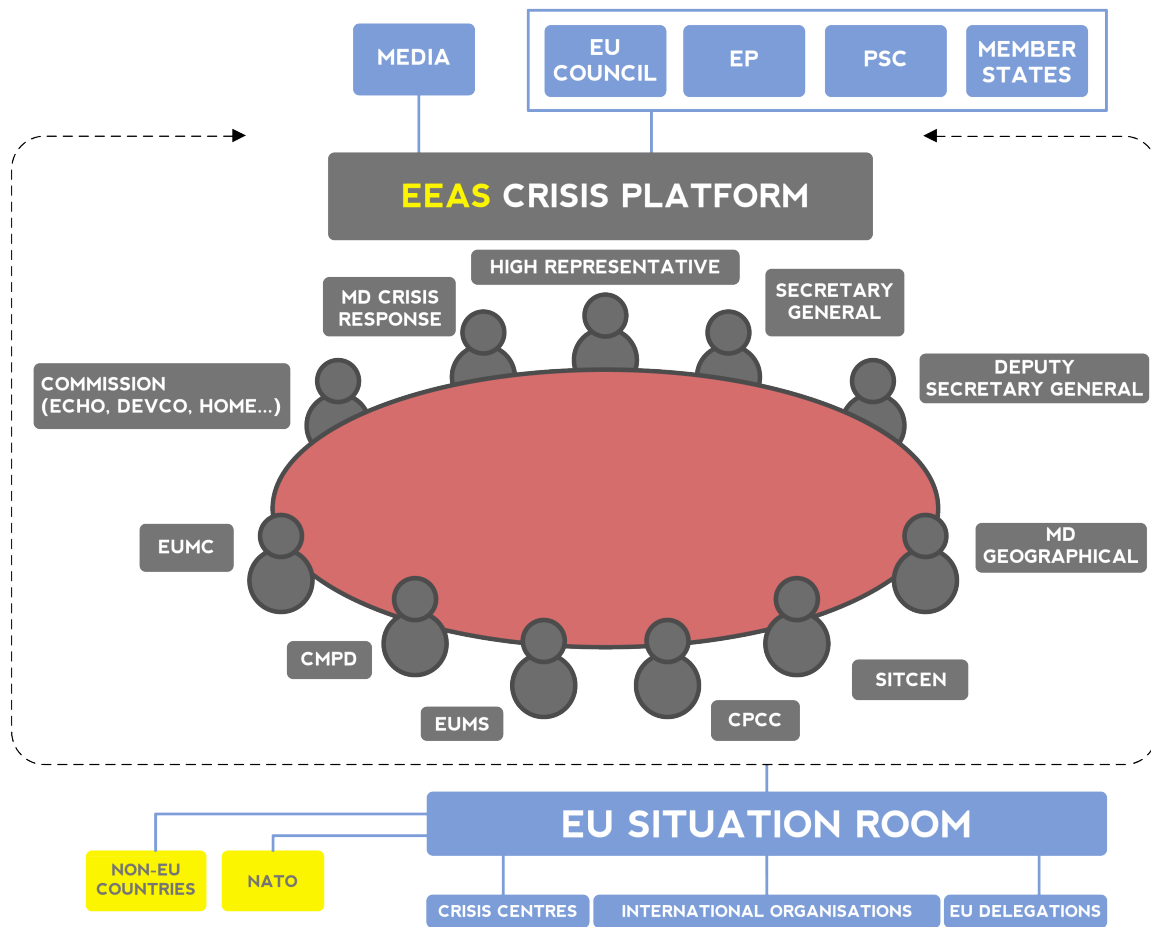 MEDIA
EU
COUNCIL
EP
PSC
MEMBER
STATES
EEAS CRISIS PLATFORM
HIGH REPRESENTATIVE
MD CRISIS
RESPONSE
SECRETARY
GENERAL
COMMISSION
(ECHO, DEVCO, HOME...)
DEPUTY
SECRETARY GENERAL
EUMC
MD
GEOGRAPHICAL
CMPD
SITCEN
EUMS
CPCC
EU SITUATION ROOM
NON-EU
COUNTRIES
NATO
CRISIS CENTRES
INTERNATIONAL ORGANISATIONS
EU DELEGATIONS